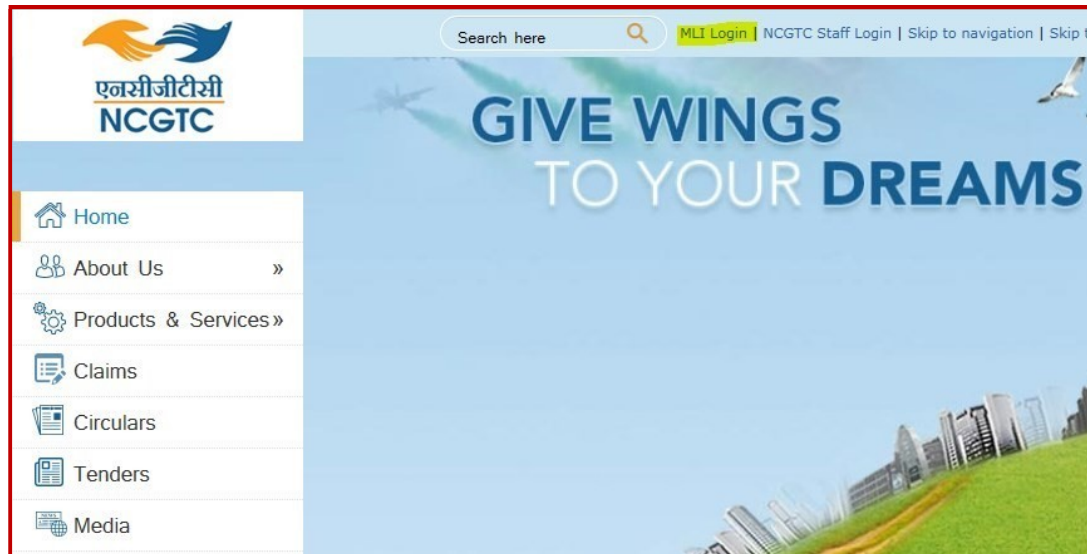 एनसीजीटीसी
NCGTC
Search here
MLI Login | NCGTC Staff Login | Skip to navigation | Skip
GIVE WINGS
TO YOUR DREAMS
Home
About Us »
Products & Services »
Claims
Circulars
Tenders
Media